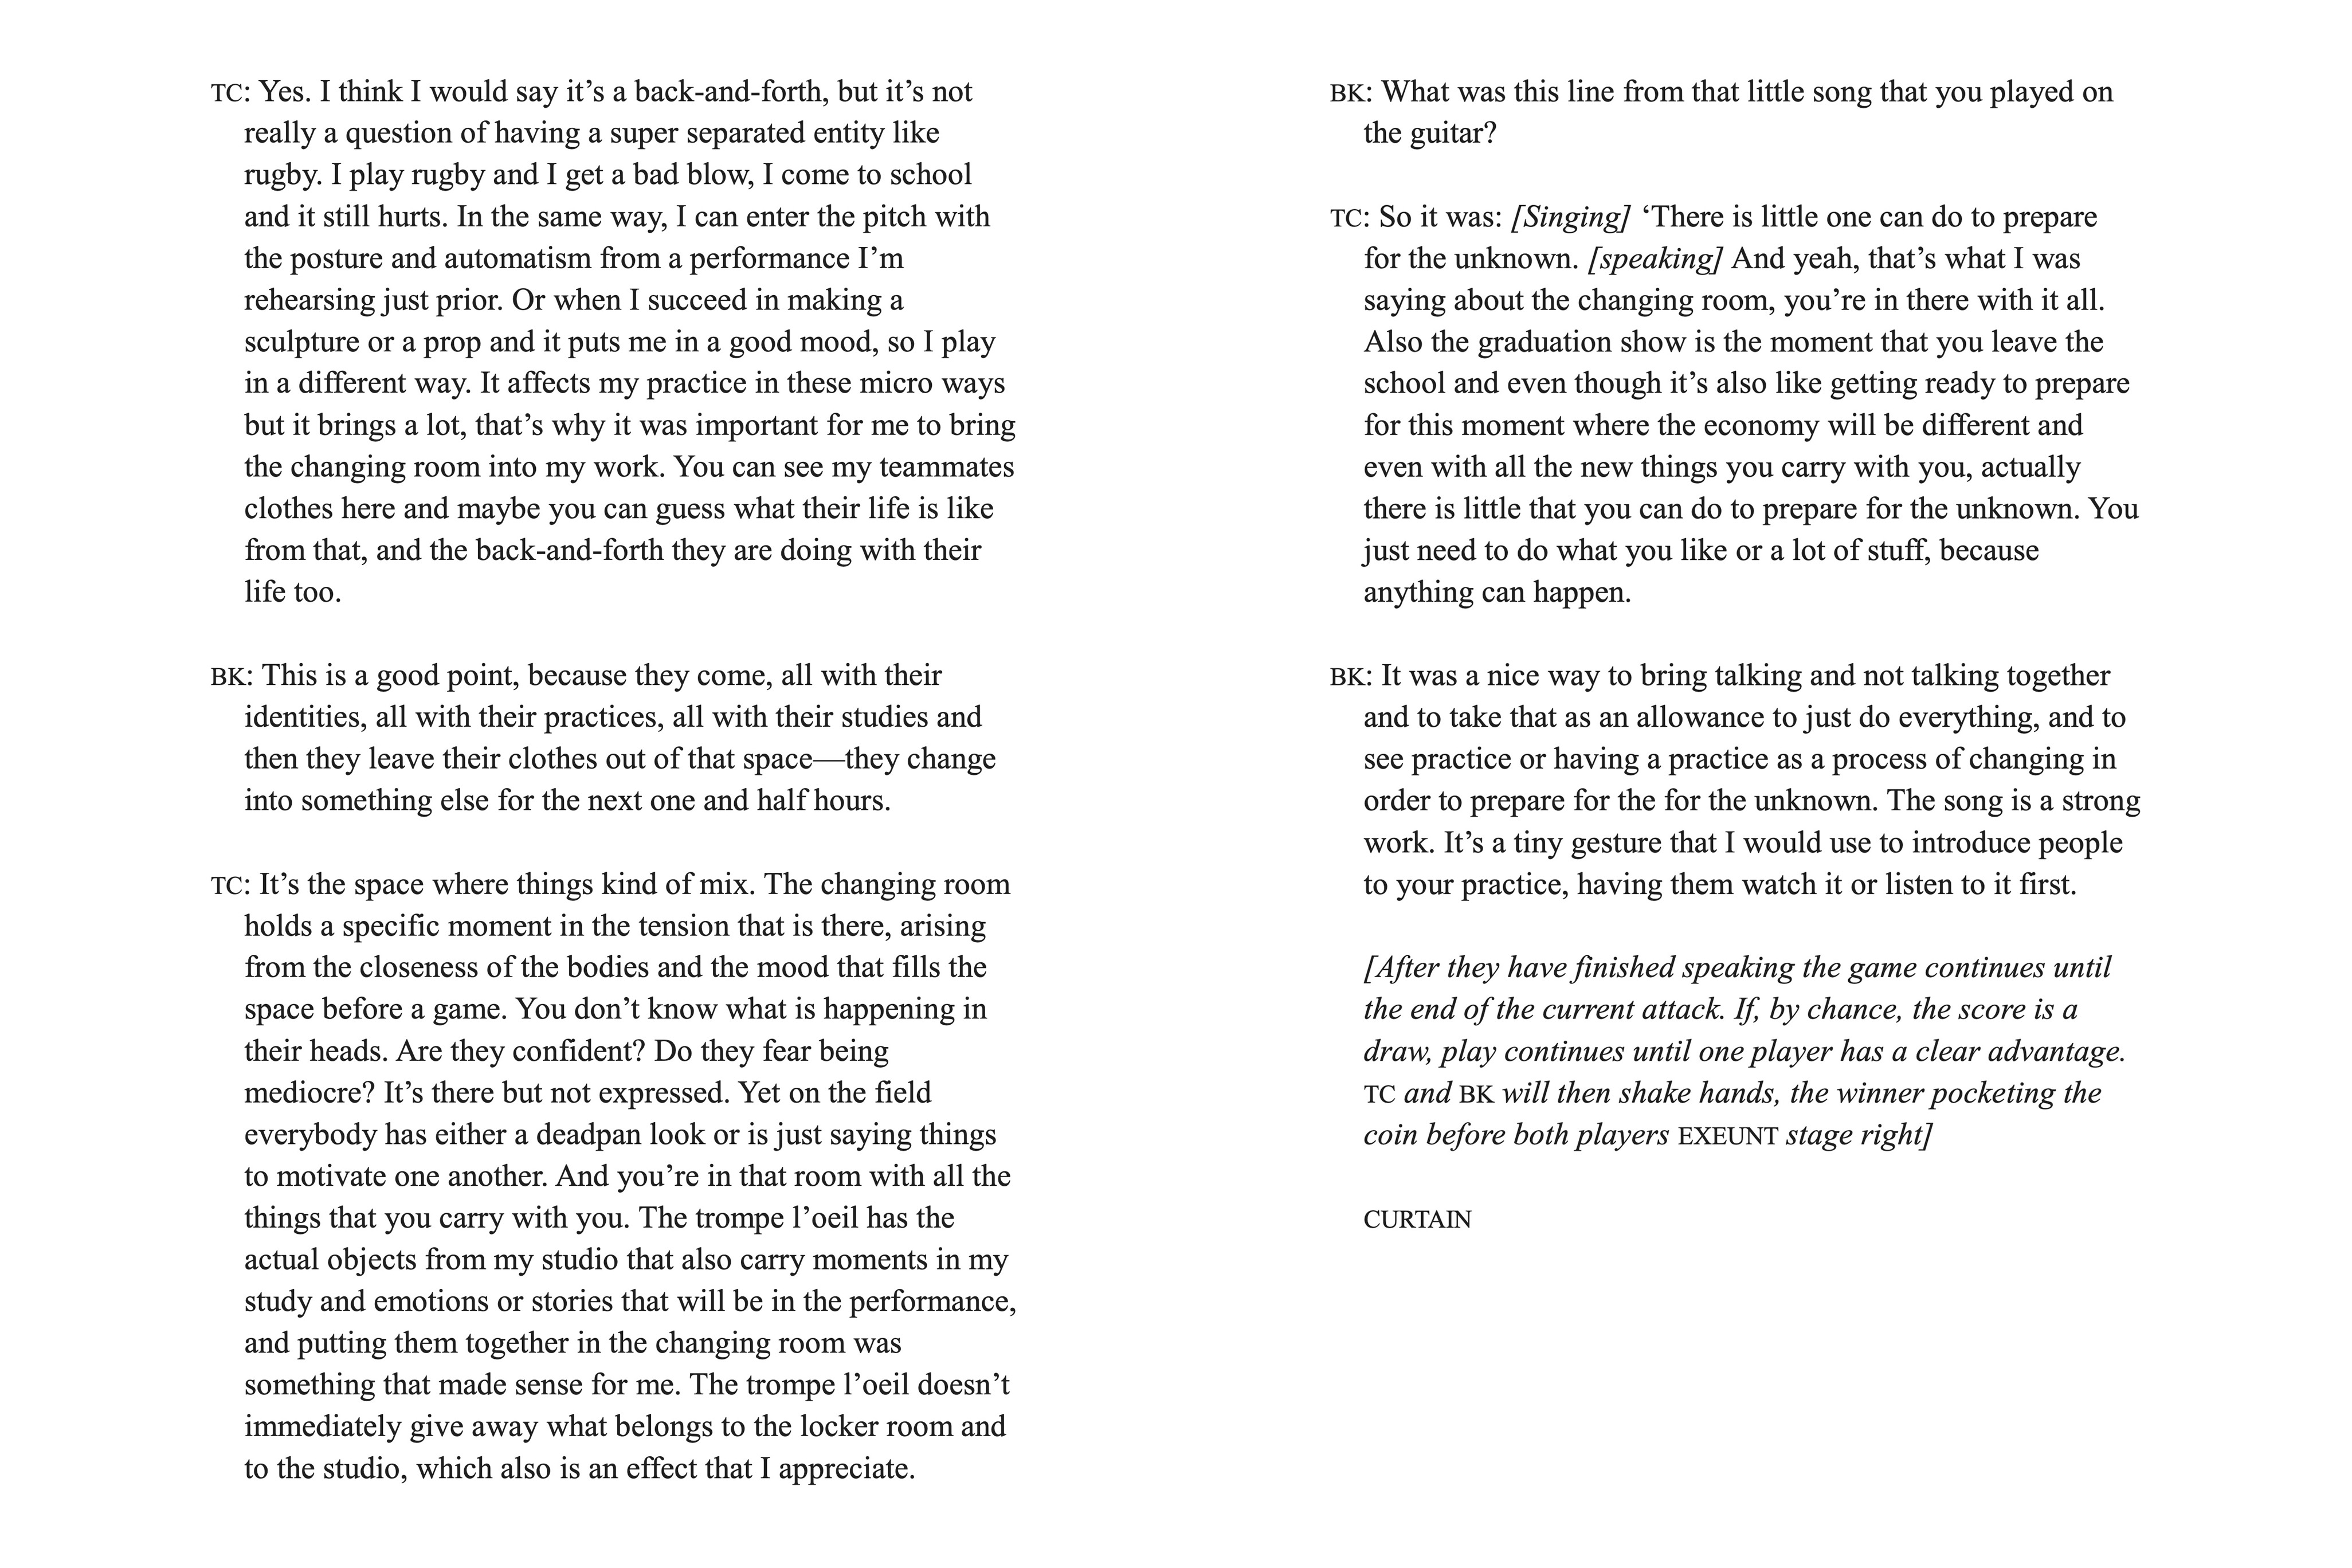 TC: Yes. I think I would say it’s a back-and-forth, but it’s not
really a question of having a super separated entity like
rugby. I play rugby and I get a bad blow, I come to school
and it still hurts. In the same way, I can enter the pitch with
the posture and automatism from a performance I’m
rehearsing just prior. Or when I succeed in making a
sculpture or a prop and it puts me in a good mood, so I play
in a different way. It affects my practice in these micro ways
but it brings a lot, that’s why it was important for me to bring
the changing room into my work. You can see my teammates
clothes here and maybe you can guess what their life is like
from that, and the back-and-forth they are doing with their
life too.
BK: This is a good point, because they come, all with their
identities, all with their practices, all with their studies and
then they leave their clothes out of that space—they change
into something else for the next one and half hours.
TC: It’s the space where things kind of mix. The changing room
holds a specific moment in the tension that is there, arising
from the closeness of the bodies and the mood that fills the
space before a game. You don’t know what is happening in
their heads. Are they confident? Do they fear being
mediocre? It’s there but not expressed. Yet on the field
everybody has either a deadpan look or is just saying things
to motivate one another. And you’re in that room with all the
things that you carry with you. The trompe l’oeil has the
actual objects from my studio that also carry moments in my
study and emotions or stories that will be in the performance,
and putting them together in the changing room was
something that made sense for me. The trompe l’oeil doesn’t
immediately give away what belongs to the locker room and
to the studio, which also is an effect that I appreciate.
BK: What was this line from that little song that you played on
the guitar?
TC: So it was: [Singing] ‘There is little one can do to prepare
for the unknown. [speaking] And yeah, that’s what I was
saying about the changing room, you’re in there with it all.
Also the graduation show is the moment that you leave the
school and even though it’s also like getting ready to prepare
for this moment where the economy will be different and
even with all the new things you carry with you, actually
there is little that you can do to prepare for the unknown. You
just need to do what you like or a lot of stuff, because
anything can happen.
BK: It was a nice way to bring talking and not talking together
and to take that as an allowance to just do everything, and to
see practice or having a practice as a process of changing in
order to prepare for the for the unknown. The song is a strong
work. It’s a tiny gesture that I would use to introduce people
to your practice, having them watch it or listen to it first.
[After they have finished speaking the game continues until
the end of the current attack. If, by chance, the score is a
draw, play continues until one player has a clear advantage.
TC and BK will then shake hands, the winner pocketing the
coin before both players EXEUNT stage right]
CURTAIN